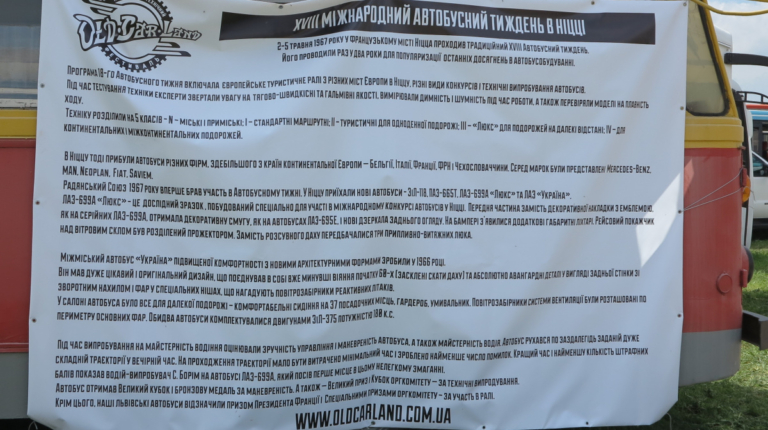 OLD CAR LAND
XVIII МІЖНАРОДНИЙ АВТОБУСНИЙ ТИЖДЕНЬ В НІЦЦІ
2-5 ТРАВНЯ 1967 РОКУ У ФРАНЦУЗЬКОМУ МІСТІ НІЦЦА ПРОХОДИВ ТРАДИЦІЙНИЙ XVIII АВТОБУСНИЙ ТИЖДЕНЬ.
ЙОГО ПРОВОДИЛИ РАЗ У ДВА РОКИ ДЛЯ ПОПУЛЯРИЗАЦІЇ ОСТАННІХ ДОСЯГНЕНЬ В АВТОБУСОБУДУВАННІ.
ПРОГРАМА 18-ГО АВТОБУСНОГО ТИЖНЯ ВКЛЮЧАЛА ЄВРОПЕЙСЬКЕ ТУРИСТИЧНЕ РАЛІ З РІЗНИХ МІСТ ЕВРОПИ В НІЦЦУ, РІЗНІ ВИДИ КОНКУРСІВ І ТЕХНІЧНІ ВИПРОБУВАННЯ АВТОБУСІВ.
ПІД ЧАС ТЕСТУВАННЯ ТЕХНІКИ ЕКСПЕРТИ ЗВЕРТАЛИ УВАГУ НА ТЯГОВО-ШВИДКІСНІ ТА ГАЛЬМІВНІ ЯКОСТІ, ВИМІРЮВАЛИ ДИМНІСТЬ І ШУМНІСТЬ ПІД ЧАС РОБОТИ, А ТАКОЖ ПЕРЕВІРЯЛИ МОДЕЛІ НА ПЛАВНІСТЬ
ХОДУ.
ТЕХНІКУ РОЗДІЛИЛИ НА 5 КЛАСІВ - N - МІСЬКІ І ПРИМІСЬКІ; I - СТАНДАРТНІ МАРШРУТНІ; II - ТУРИСТИЧНІ ДЛЯ ОДНОДЕННОЇ ПОДОРОЖІ; III - «ЛЮКС» ДЛЯ ПОДОРОЖЕЙ НА ДАЛЕКІ ВІДСТАНІ; IV - ДЛЯ
КОНТИНЕНТАЛЬНИХ І МІЖКОНТИНЕНТАЛЬНИХ ПОДОРОЖЕЙ.
В НІЦЦУ ТОДІ ПРИБУЛИ АВТОБУСИ РІЗНИХ ФІРМ, ЗДЕБІЛЬШОГО З КРАЇН КОНТИНЕНТАЛЬНОЇ ЕВРОПИ - БЕЛЬГІЇ, ІТАЛІЇ, ФРАНЦІЇ, ФРН І ЧЕХОСЛОВАЧЧИНИ. СЕРЕД МАРОК БУЛИ ПРЕДСТАВЛЕНІ MERCEDES-BENZ,
MAN, NEOPLAN, FIAT, SAVIEM.
РАДЯНСЬКИЙ СОЮЗ 1967 РОКУ ВПЕРШЕ БРАВ УЧАСТЬ В АВТОБУСНОМУ ТИЖНІ. У НІЦЦУ ПРИЇХАЛИ НОВІ АВТОБУСИ - ЗІЛ-118, ЛАЗ-665Т, ЛАЗ-699А «ЛЮКС» ТА ЛАЗ «УКРАЇНА».
ЛАЗ-699А «ЛЮКС» - ЦЕ ДОСЛІДНИЙ ЗРАЗОК, ПОБУДОВАНИЙ СПЕЦІАЛЬНО ДЛЯ УЧАСТІ В МІЖНАРОДНОМУ КОНКУРСІ АВТОБУСІВ У НІЦЦІ. ПЕРЕДНЯ ЧАСТИНА ЗАМІСТЬ ДЕКОРАТИВНОЇ НАКЛАДКИ З ЕМБЛЕМОЮ,
ЯК НА СЕРІЙНИХ ЛАЗ-699А, ОТРИМАЛА ДЕКОРАТИВНУ СМУГУ, ЯК НА АВТОБУСАХ ЛАЗ-695Е, І НОВІ ДЗЕРКАЛА ЗАДНЬОГО ОГЛЯДУ. НА БАМПЕРІ З'ЯВИЛИСЯ ДОДАТКОВІ ГАБАРИТНІ ЛІХТАРІ. РЕЙСОВИЙ ПОКАЖЧИК
НАД ВІТРОВИМ СКЛОМ БУВ РОЗДІЛЕНИЙ ПРОЖЕКТОРОМ. ЗАМІСТЬ РОЗСУВНОГО ДАХУ ПЕРЕДБАЧАЛИСЯ ТРИ ПРИПЛИВНО-ВИТЯЖНИХ ЛЮКА.
МІЖМІСЬКИЙ АВТОБУС «УКРАЇНА» ПІДВИЩЕНОЇ КОМФОРТНОСТІ З НОВИМИ АРХІТЕКТУРНИМИ ФОРМАМИ ЗРОБИЛИ У 1966 РОЦІ.
ВІН МАВ ДУЖЕ ЦІКАВИЙ І ОРИГІНАЛЬНИЙ ДИЗАЙН, ЩО ПОЄДНУВАВ В СОБІ ВЖЕ МИНУВШІ ВІЯННЯ ПОЧАТКУ 60-Х (ЗАСКЛЕНІ СКАТИ ДАХУ) ТА АБСОЛЮТНО АВАНГАРДНІ ДЕТАЛІ У ВИГЛЯДІ ЗАДНЬОЇ СТІНКИ ЗІ
ЗВОРОТНИМ НАХИЛОМ І ФАР У СПЕЦІАЛЬНИХ НІШАХ, ЩО НАГАДУЮТЬ ПОВІТРОЗАБІРНИКИ РЕАКТИВНИХ ЛІТАКІВ.
У САЛОНІ АВТОБУСА БУЛО ВСЕ ДЛЯ ДАЛЕКОЇ ПОДОРОЖІ - КОМФОРТАБЕЛЬНІ СИДІННЯ НА 37 ПОСАДОЧНИХ МІСЦЬ, ГАРДЕРОБ, УМИВАЛЬНИК. ПОВІТРОЗАБІРНИКИ СИСТЕМИ ВЕНТИЛЯЦІЇ БУЛИ РОЗТАШОВАНІ ПО
ПЕРИМЕТРУ ОСНОВНИХ ФАР. ОБИДВА АВТОБУСИ КОМПЛЕКТУВАЛИСЯ ДВИГУНАМИ ЗІЛ-375 ПОТУЖНІСТЮ 180 К.С.
ПІД ЧАС ВИПРОБУВАННЯ НА МАЙСТЕРНІСТЬ ВОДІННЯ ОЦІНЮВАЛИ ЗРУЧНІСТЬ УПРАВЛІННЯ І МАНЕВРЕНІСТЬ АВТОБУСА, А ТАКОЖ МАЙСТЕРНІСТЬ ВОДІЯ. АВТОБУС РУХАВСЯ ПО ЗАЗДАЛЕГІДЬ ЗАДАНІЙ ДУЖЕ
СКЛАДНІЙ ТРАЄКТОРІЇ У ВЕЧІРНІЙ ЧАС. НА ПРОХОДЖЕННЯ ТРАЄКТОРІЇ МАЛО БУТИ ВИТРАЧЕНО МІНІМАЛЬНИЙ ЧАС І ЗРОБЛЕНО НАЙМЕНШЕ ЧИСЛО ПОМИЛОК. КРАЩИЙ ЧАС І НАЙМЕНШУ КІЛЬКІСТЬ ШТРАФНИХ
БАЛІВ ПОКАЗАВ ВОДІЙ-ВИПРОБУВАЧ С. БОРІМ НА АВТОБУСІ ЛАЗ-699А, ЯКИЙ ПОСІВ ПЕРШЕ МІСЦЕ В ЦЬОМУ НЕЛЕГКОМУ ЗМАГАННІ.
АВТОБУС ОТРИМАВ ВЕЛИКИЙ КУБОК І БРОНЗОВУ МЕДАЛЬ ЗА МАНЕВРЕНІСТЬ. А ТАКОЖ - ВЕЛИКИЙ ПРИЗ І КУБОК ОРГКОМІТЕТУ - ЗА ТЕХНІЧНІ ВИПРОДУВАННЯ.
КРІМ ЦЬОГО, НАШІ ЛЬВІВСЬКІ АВТОБУСИ ВІДЗНАЧИЛИ ПРИЗОМ ПРЕЗИДЕНТА ФРАНЦІЇ І СПЕЦІАЛЬНИМИ ПРИЗАМИ ОРГКОМІТЕТУ - ЗА УЧАСТЬ В РАЛІ.
WWW.OLDCARLAND.COM.UA